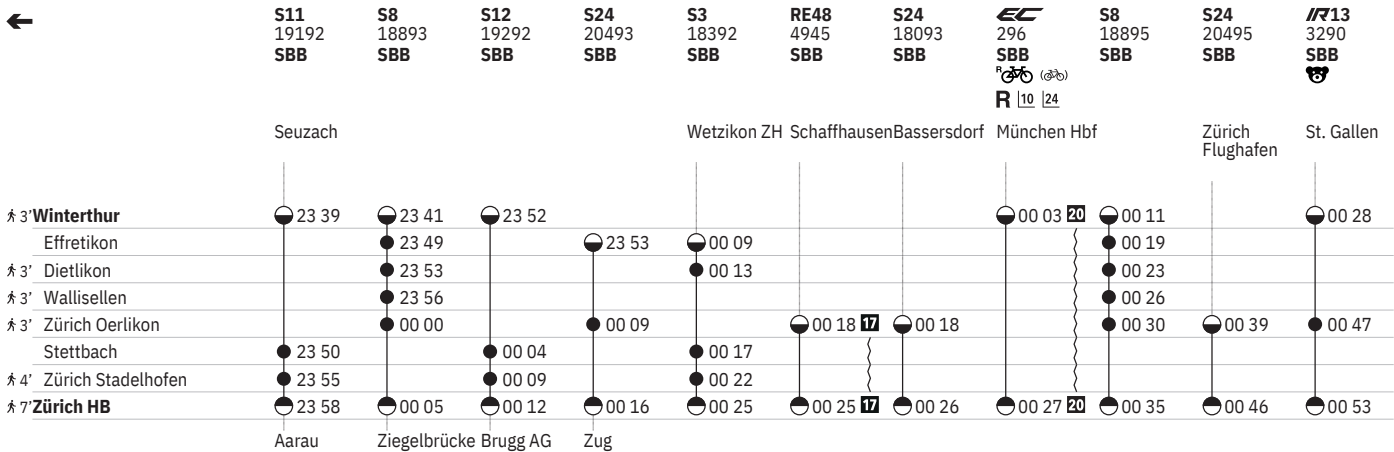 S11 S8 S12 S24 S3 RE48 S24 EC S8 S24 IR13
19192 18893 19292 20493 18392 4945 18093 296 18895 20495 3290
SBB SBB SBB SBB SBB SBB SBB SBB SBB SBB SBB
R
R 10 24
Seuzach Wetzikon ZH Schaffhausen Bassersdorf München Hbf Zürich St. Gallen
Flughafen
3' Winterthur 23 39 23 41 23 52 00 03 20 00 11 00 28
Effretikon 23 49 23 53 00 09 00 19
3' Dietlikon 23 53 00 13 00 23
3' Wallisellen 23 56 00 26
3' Zürich Oerlikon 00 00 00 09 00 18 17 00 18 00 30 00 39 00 47
Stettbach 23 50 00 04 00 17
4' Zürich Stadelhofen 23 55 00 09 00 22
7' Zürich HB 23 58 00 05 00 12 00 16 00 25 00 25 17 00 26 00 27 20 00 35 00 46 00 53
Aarau Ziegelbrücke Brugg AG Zug